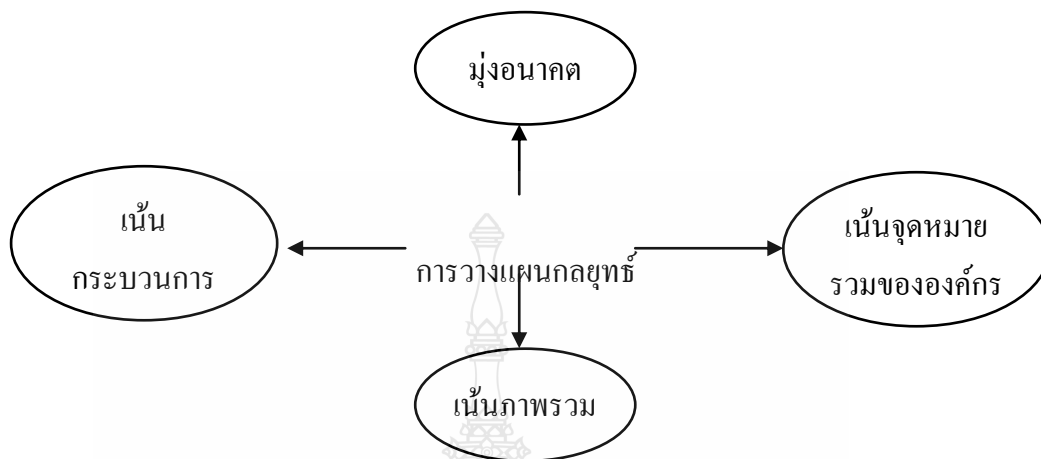 มุ่งอนาคต
เน้น
กระบวนการ
การวางแผนกลยุทธ์
เน้นจุดหมาย
รวมขององค์กร
เน้นภาพรวม